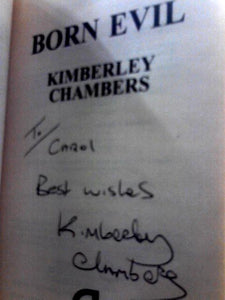 BORN EVIL
KIMBERLEY
CHAMBERS
To/
Carol
Best wishes
Kimberley
Chambers